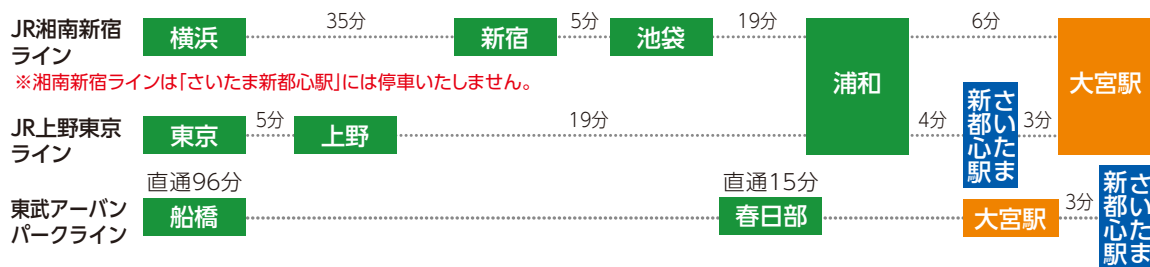 JR湘南新宿
ライン
横浜
35分
新宿
5分
池袋
19分
浦和
6分
大宮駅
※湘南新宿ラインは「さいたま新都心駅」には停車いたしません。
JR上野東京
ライン
東京
5分
上野
19分
4分
さいたま
新都心駅
3分
東武アーバン
パークライン
直通96分
船橋
直通15分
春日部
大宮駅
3分
さいたま
新都心駅